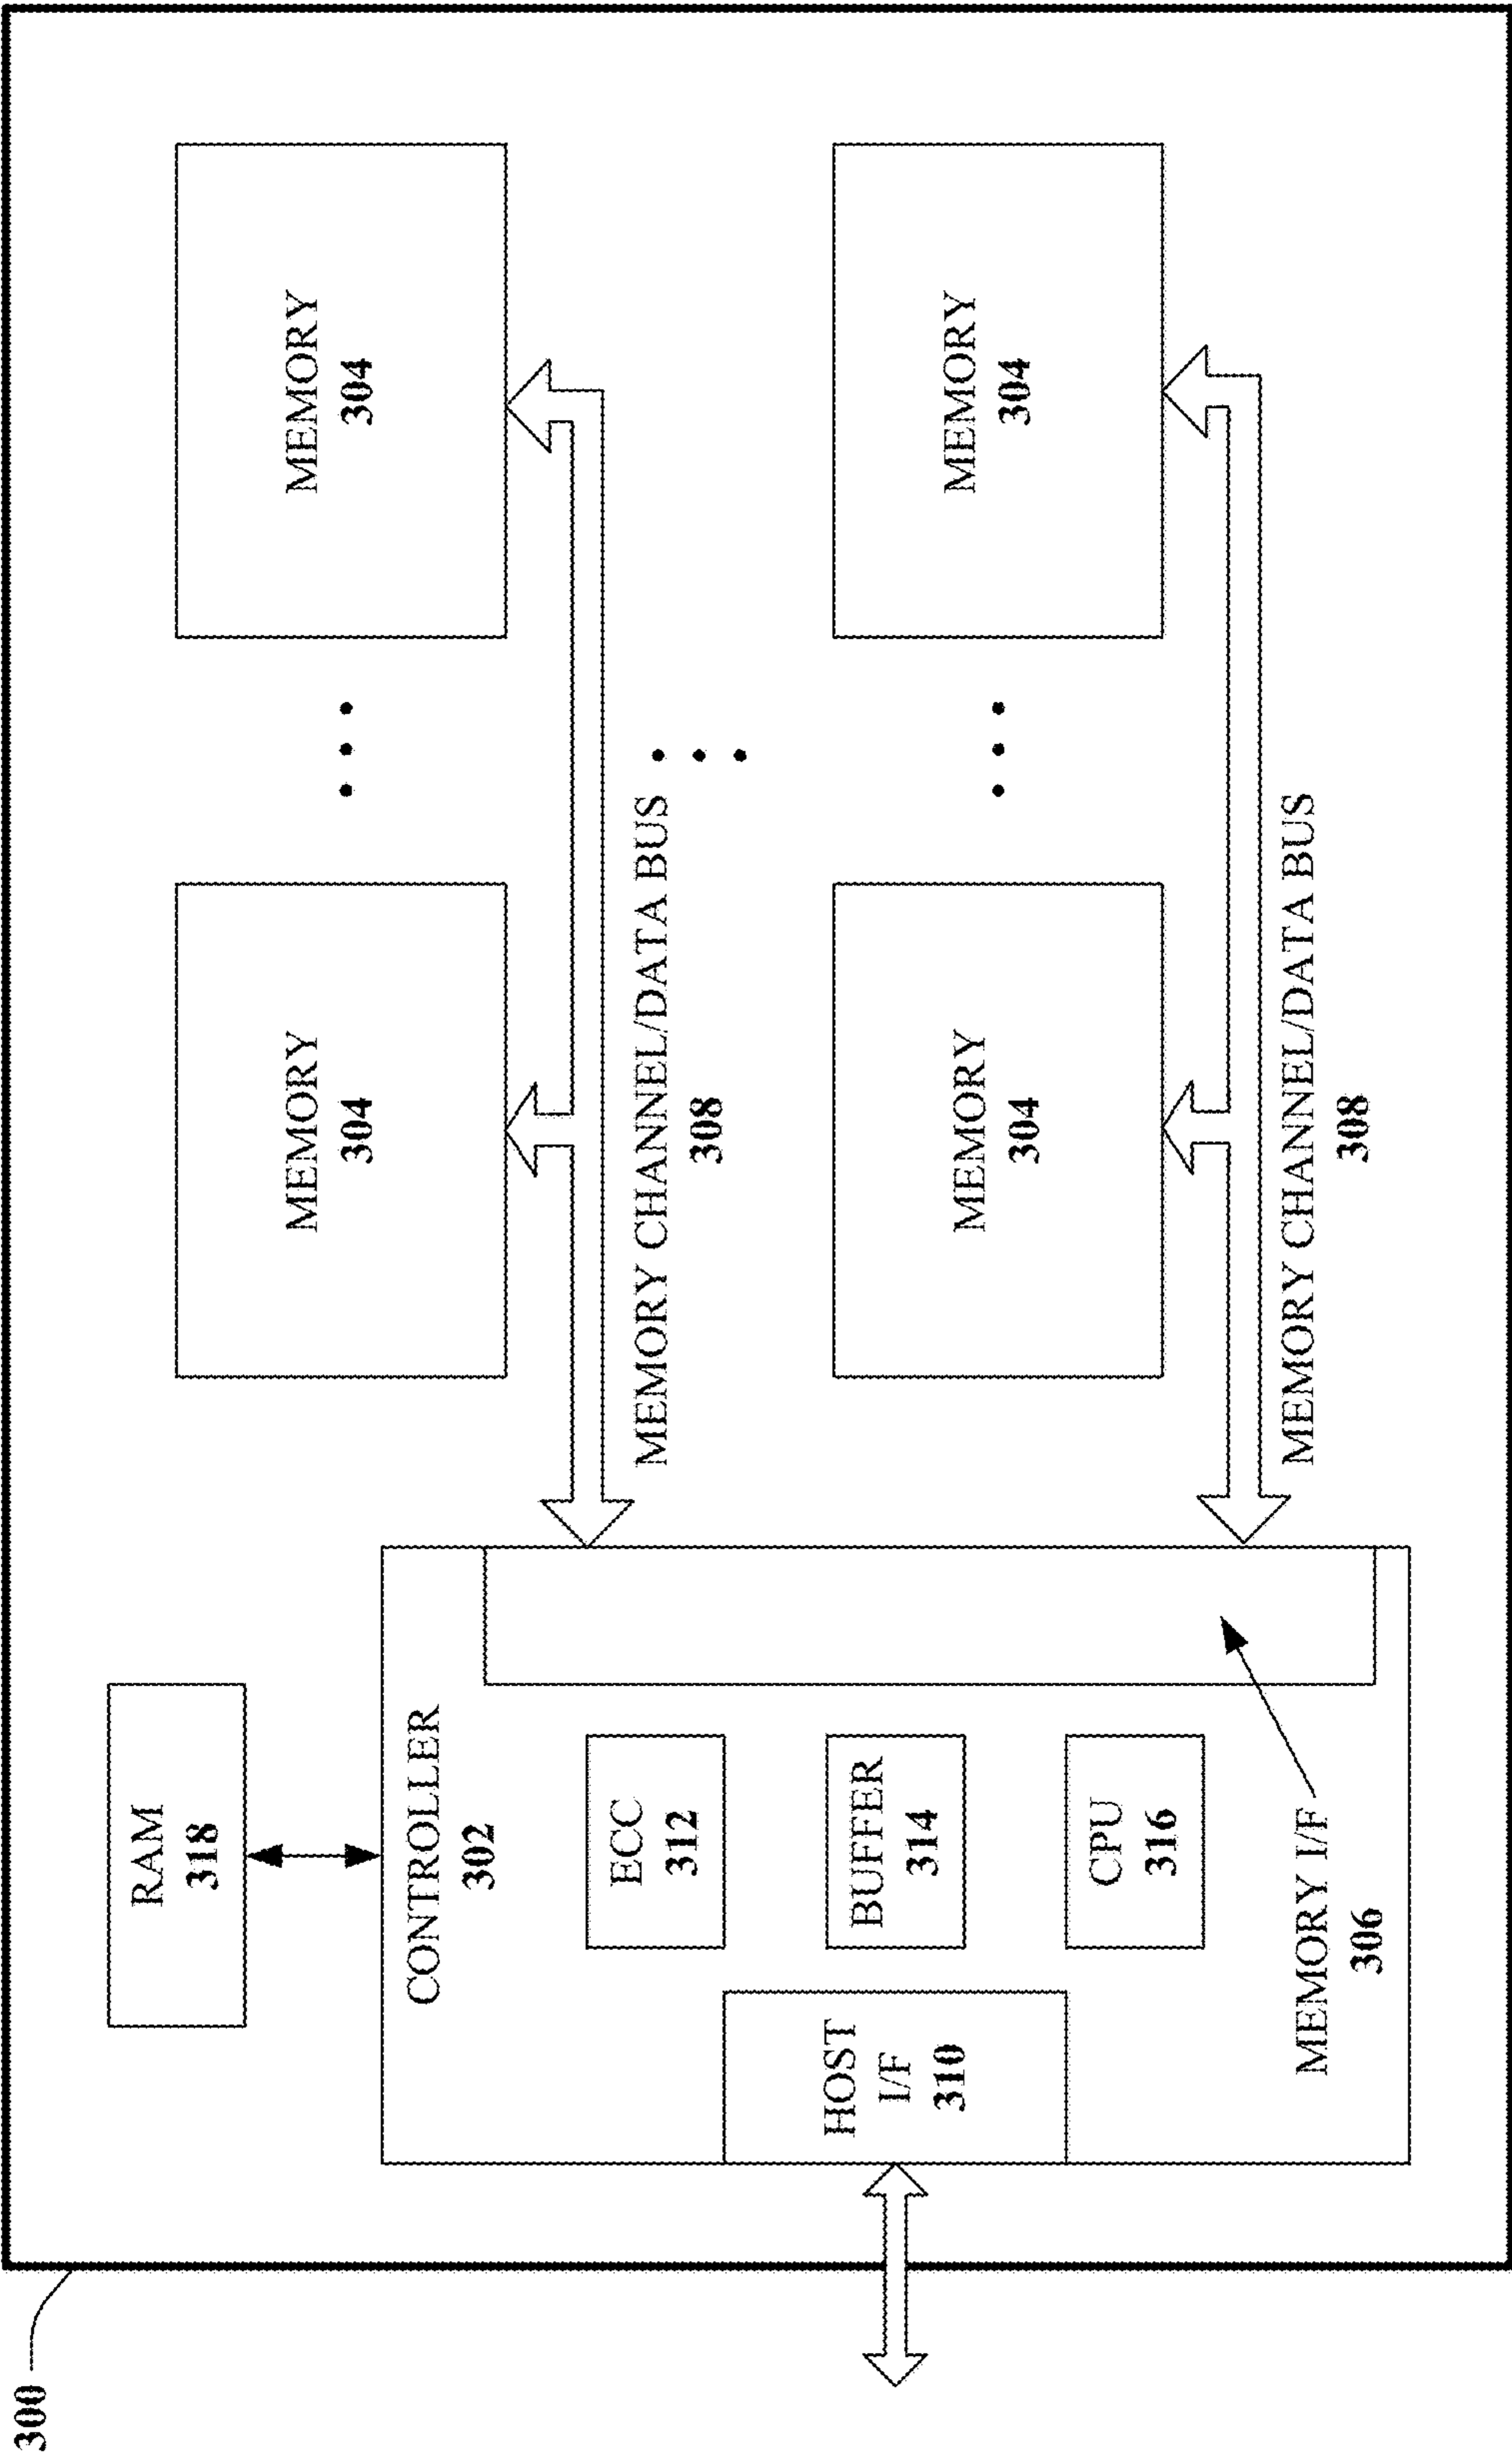 300
RAM
318
CONTROLLER
302
ECC
312
BUFFER
314
CPU
316
HOST
I/F
310
MEMORY I/F
306
MEMORY
304
MEMORY
304
MEMORY CHANNEL/DATA BUS
308
MEMORY
304
MEMORY
304
MEMORY CHANNEL/DATA BUS
308